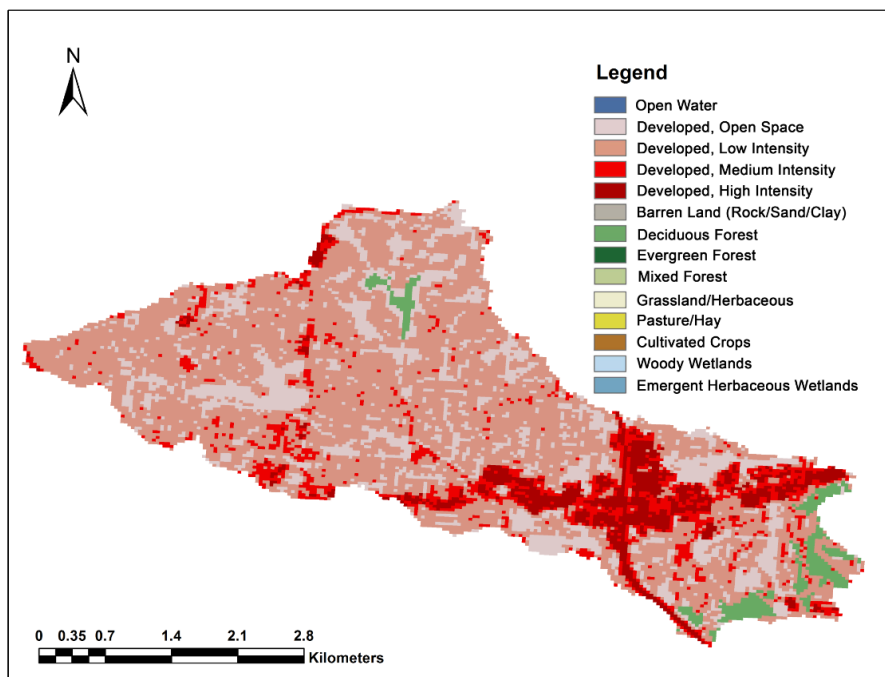 N
Legend
Open Water
Developed, Open Space
Developed, Low Intensity
Developed, Medium Intensity
Developed, High Intensity
Barren Land (Rock/Sand/Clay)
Deciduous Forest
Evergreen Forest
Mixed Forest
Grassland/Herbaceous
Pasture/Hay
Cultivated Crops
Woody Wetlands
Emergent Herbaceous Wetlands
0 0.35 0.7 1.4 2.1 2.8
Kilometers